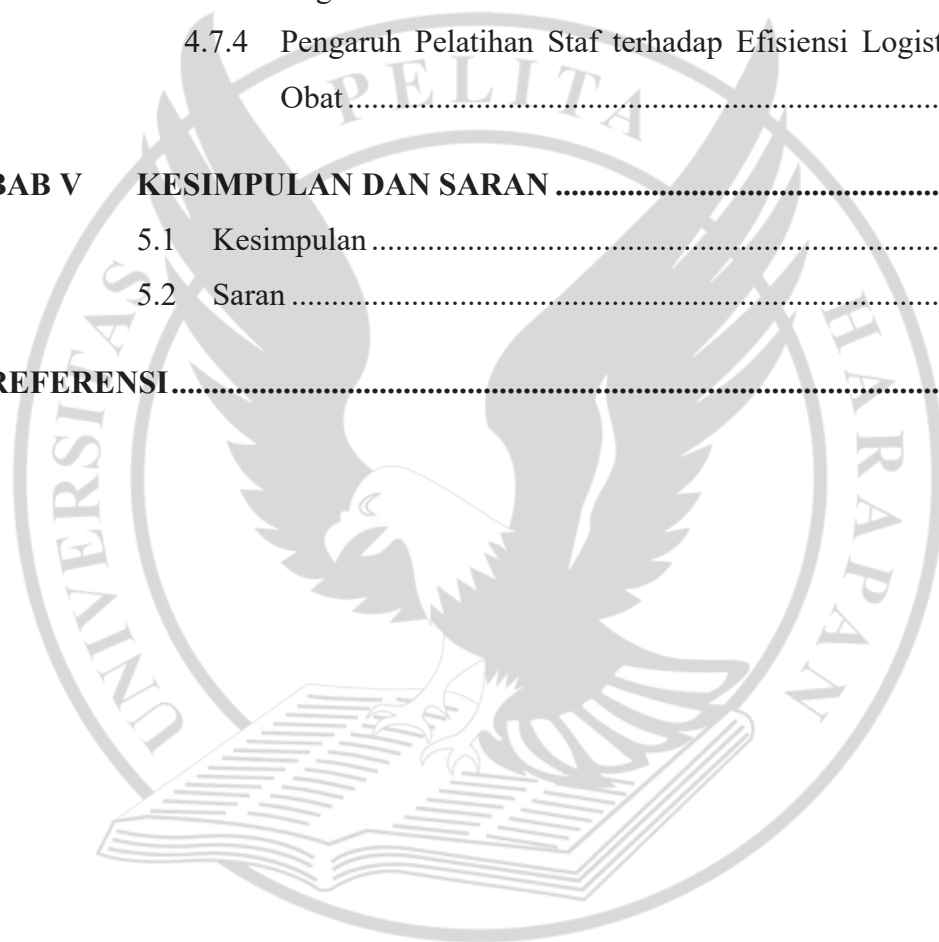 4.7.4 Pengaruh Pelatihan Staf terhadap Efisiensi Logist
Obat........................................................................
BAB V KESIMPULAN DAN SARAN ..............................................
5.1 Kesimpulan ......................................................................
5.2 Saran ................................................................................
REFERENSI..............................................................................................
UNIVERSITAS PELITA HARAPAN